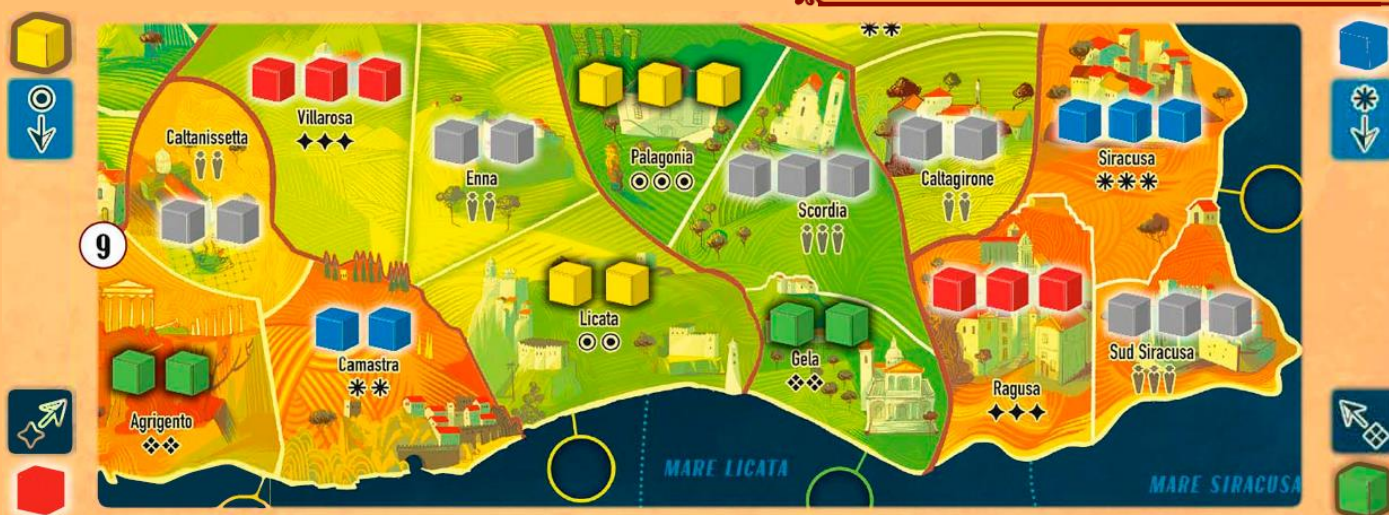 Villarosa
Caltanissetta
Enna
Palagonia
Scordia
Caltagirone
Siracusa
9
Licata
Camastra
Gela
Ragusa
Sud Siracusa
Agrigento
MARE LICATA
MARE SIRACUSA